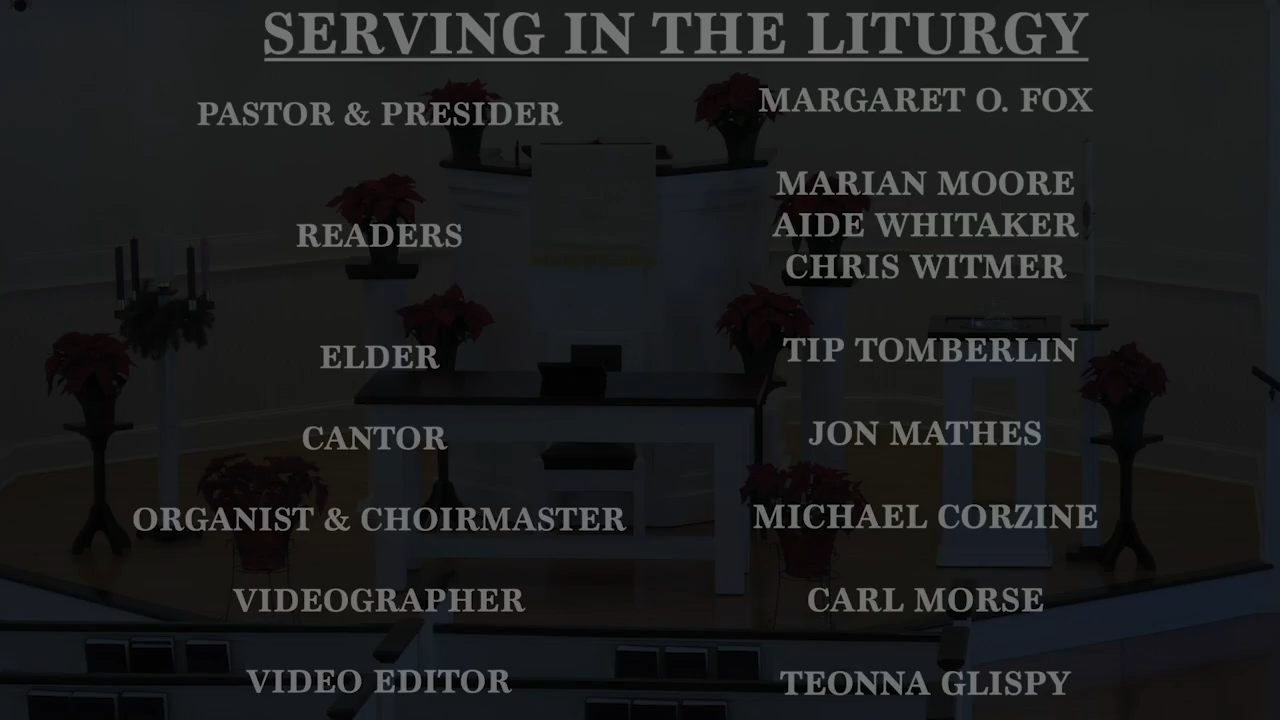 SERVING IN THE LITURGY
PASTOR & PRESIDER
MARGARET O. FOX
READERS
MARIAN MOORE
AIDE WHITAKER
CHRIS WITMER
ELDER
TIP TOMBERLIN
CANTOR
JON MATHES
ORGANIST & CHOIRMASTER
MICHAEL CORZINE
VIDEOGRAPHER
CARL MORSE
VIDEO EDITOR
TEONNA GLISPY